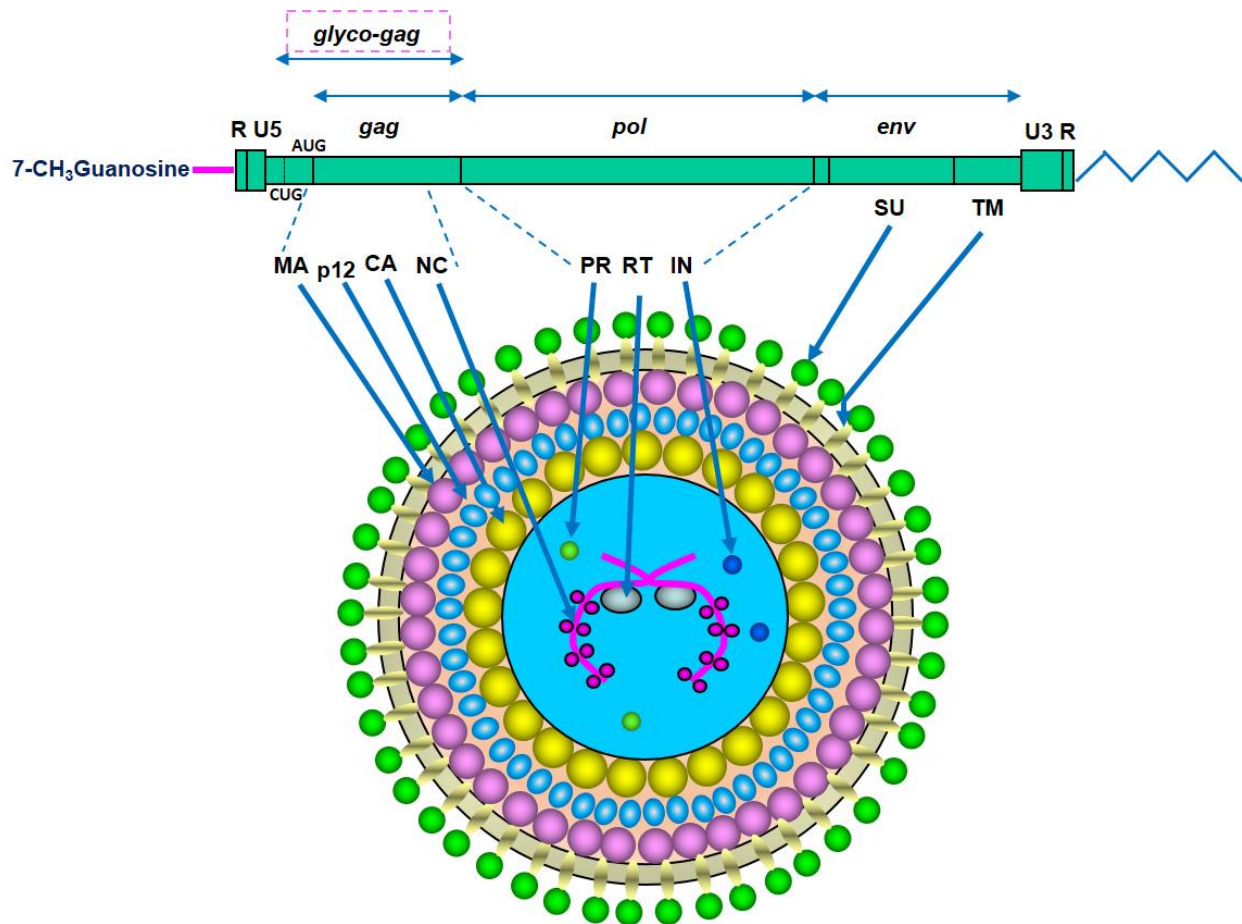 glyco-gag
gag pol env
R U5 AUG U3 R
7-CH₃Guanosine
CUG
SU TM
MA p12 CA NC PR RT IN